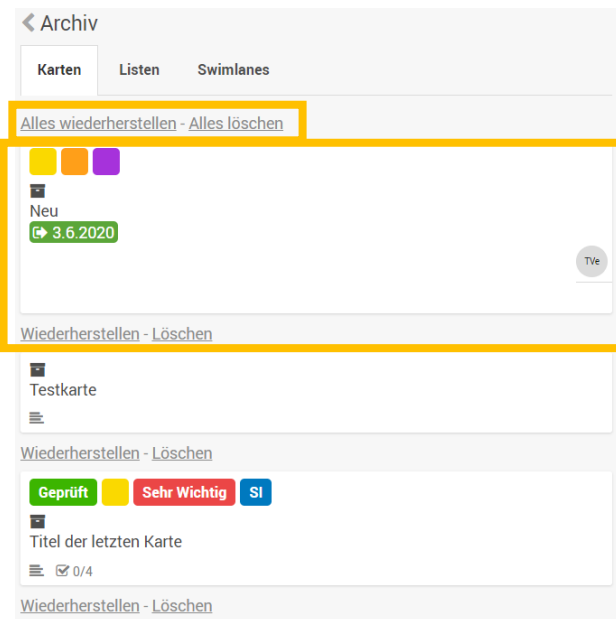 Archiv
Karten Listen Swimlanes
Alles wiederherstellen - Alles löschen
Neu
3.6.2020
TVe
Wiederherstellen - Löschen
Testkarte
Wiederherstellen - Löschen
Geprüft Sehr Wichtig SI
Titel der letzten Karte
0/4
Wiederherstellen - Löschen